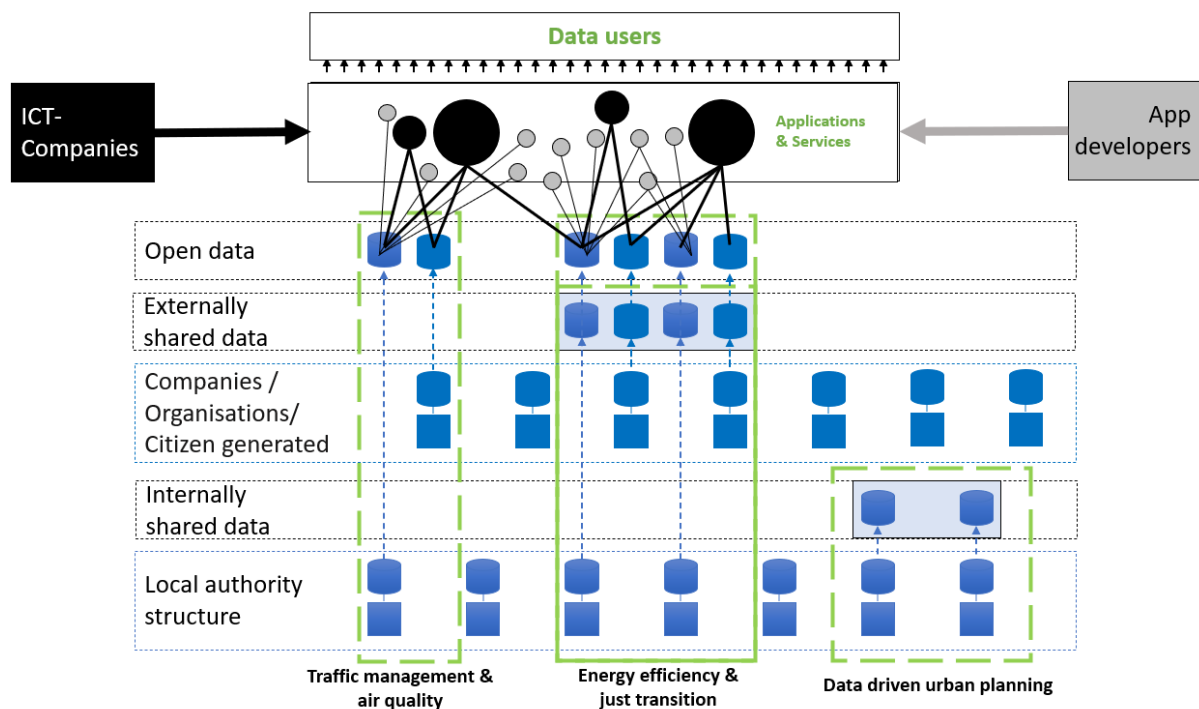 Data users
ICT-
Companies
Applications
& Services
App
developers
Open data
Externally
shared data
Companies /
Organisations/
Citizen generated
Internally
shared data
Local authority
structure
Traffic management &
air quality
Energy efficiency &
just transition
Data driven urban planning